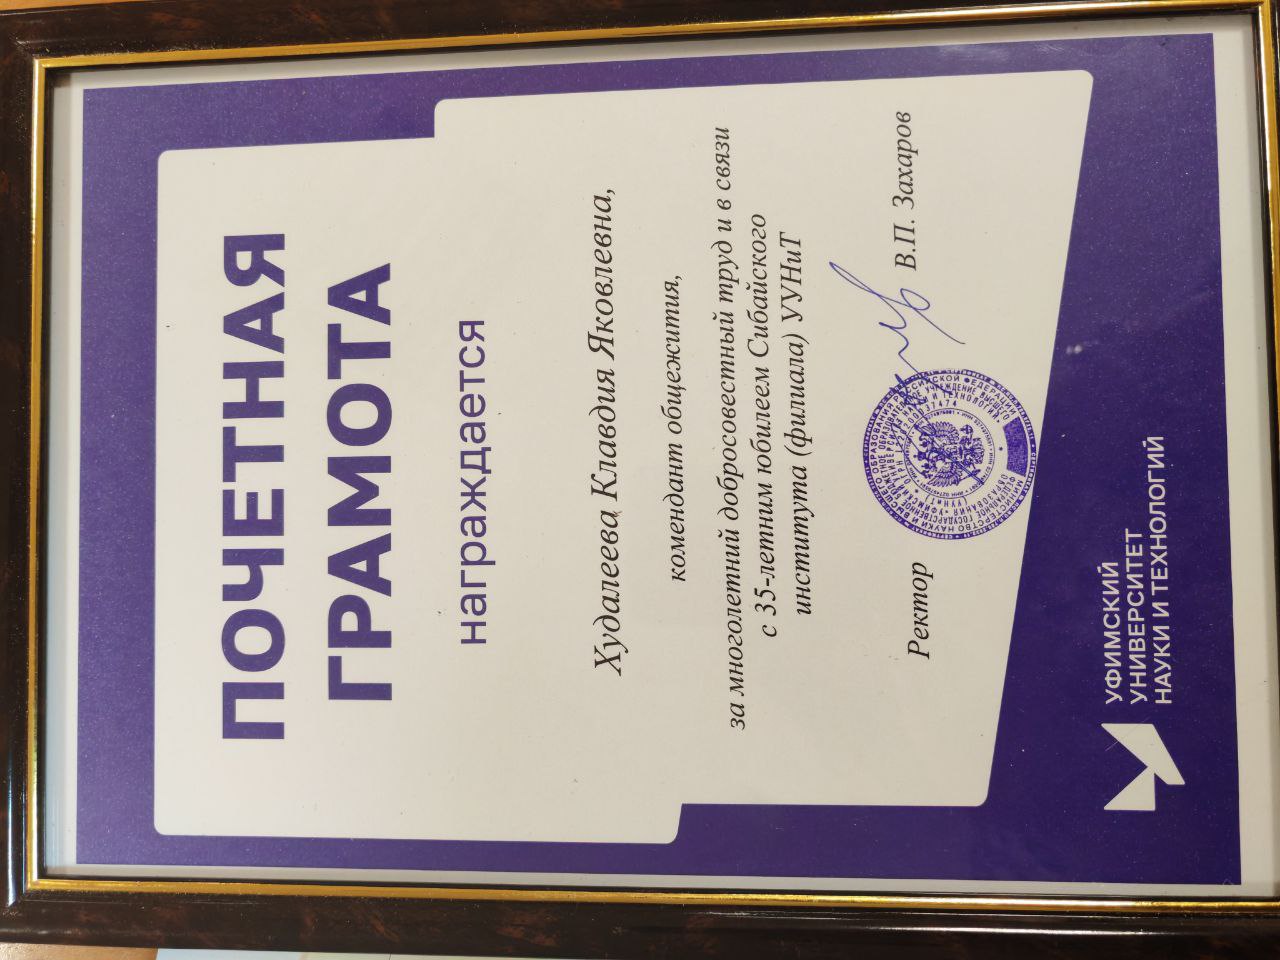 ПОЧЕТНАЯ
ГРАМОТА
награждается
Худалеева Клавдия Яковлевна,
комендант общежития,
за многолетний добросовестный труд и в связи
с 35-летним юбилеем Сибайского
института (филиала) УУНиТ
Ректор В.П. Захаров
УФИМСКИЙ
УНИВЕРСИТЕТ
НАУКИ И ТЕХНОЛОГИЙ